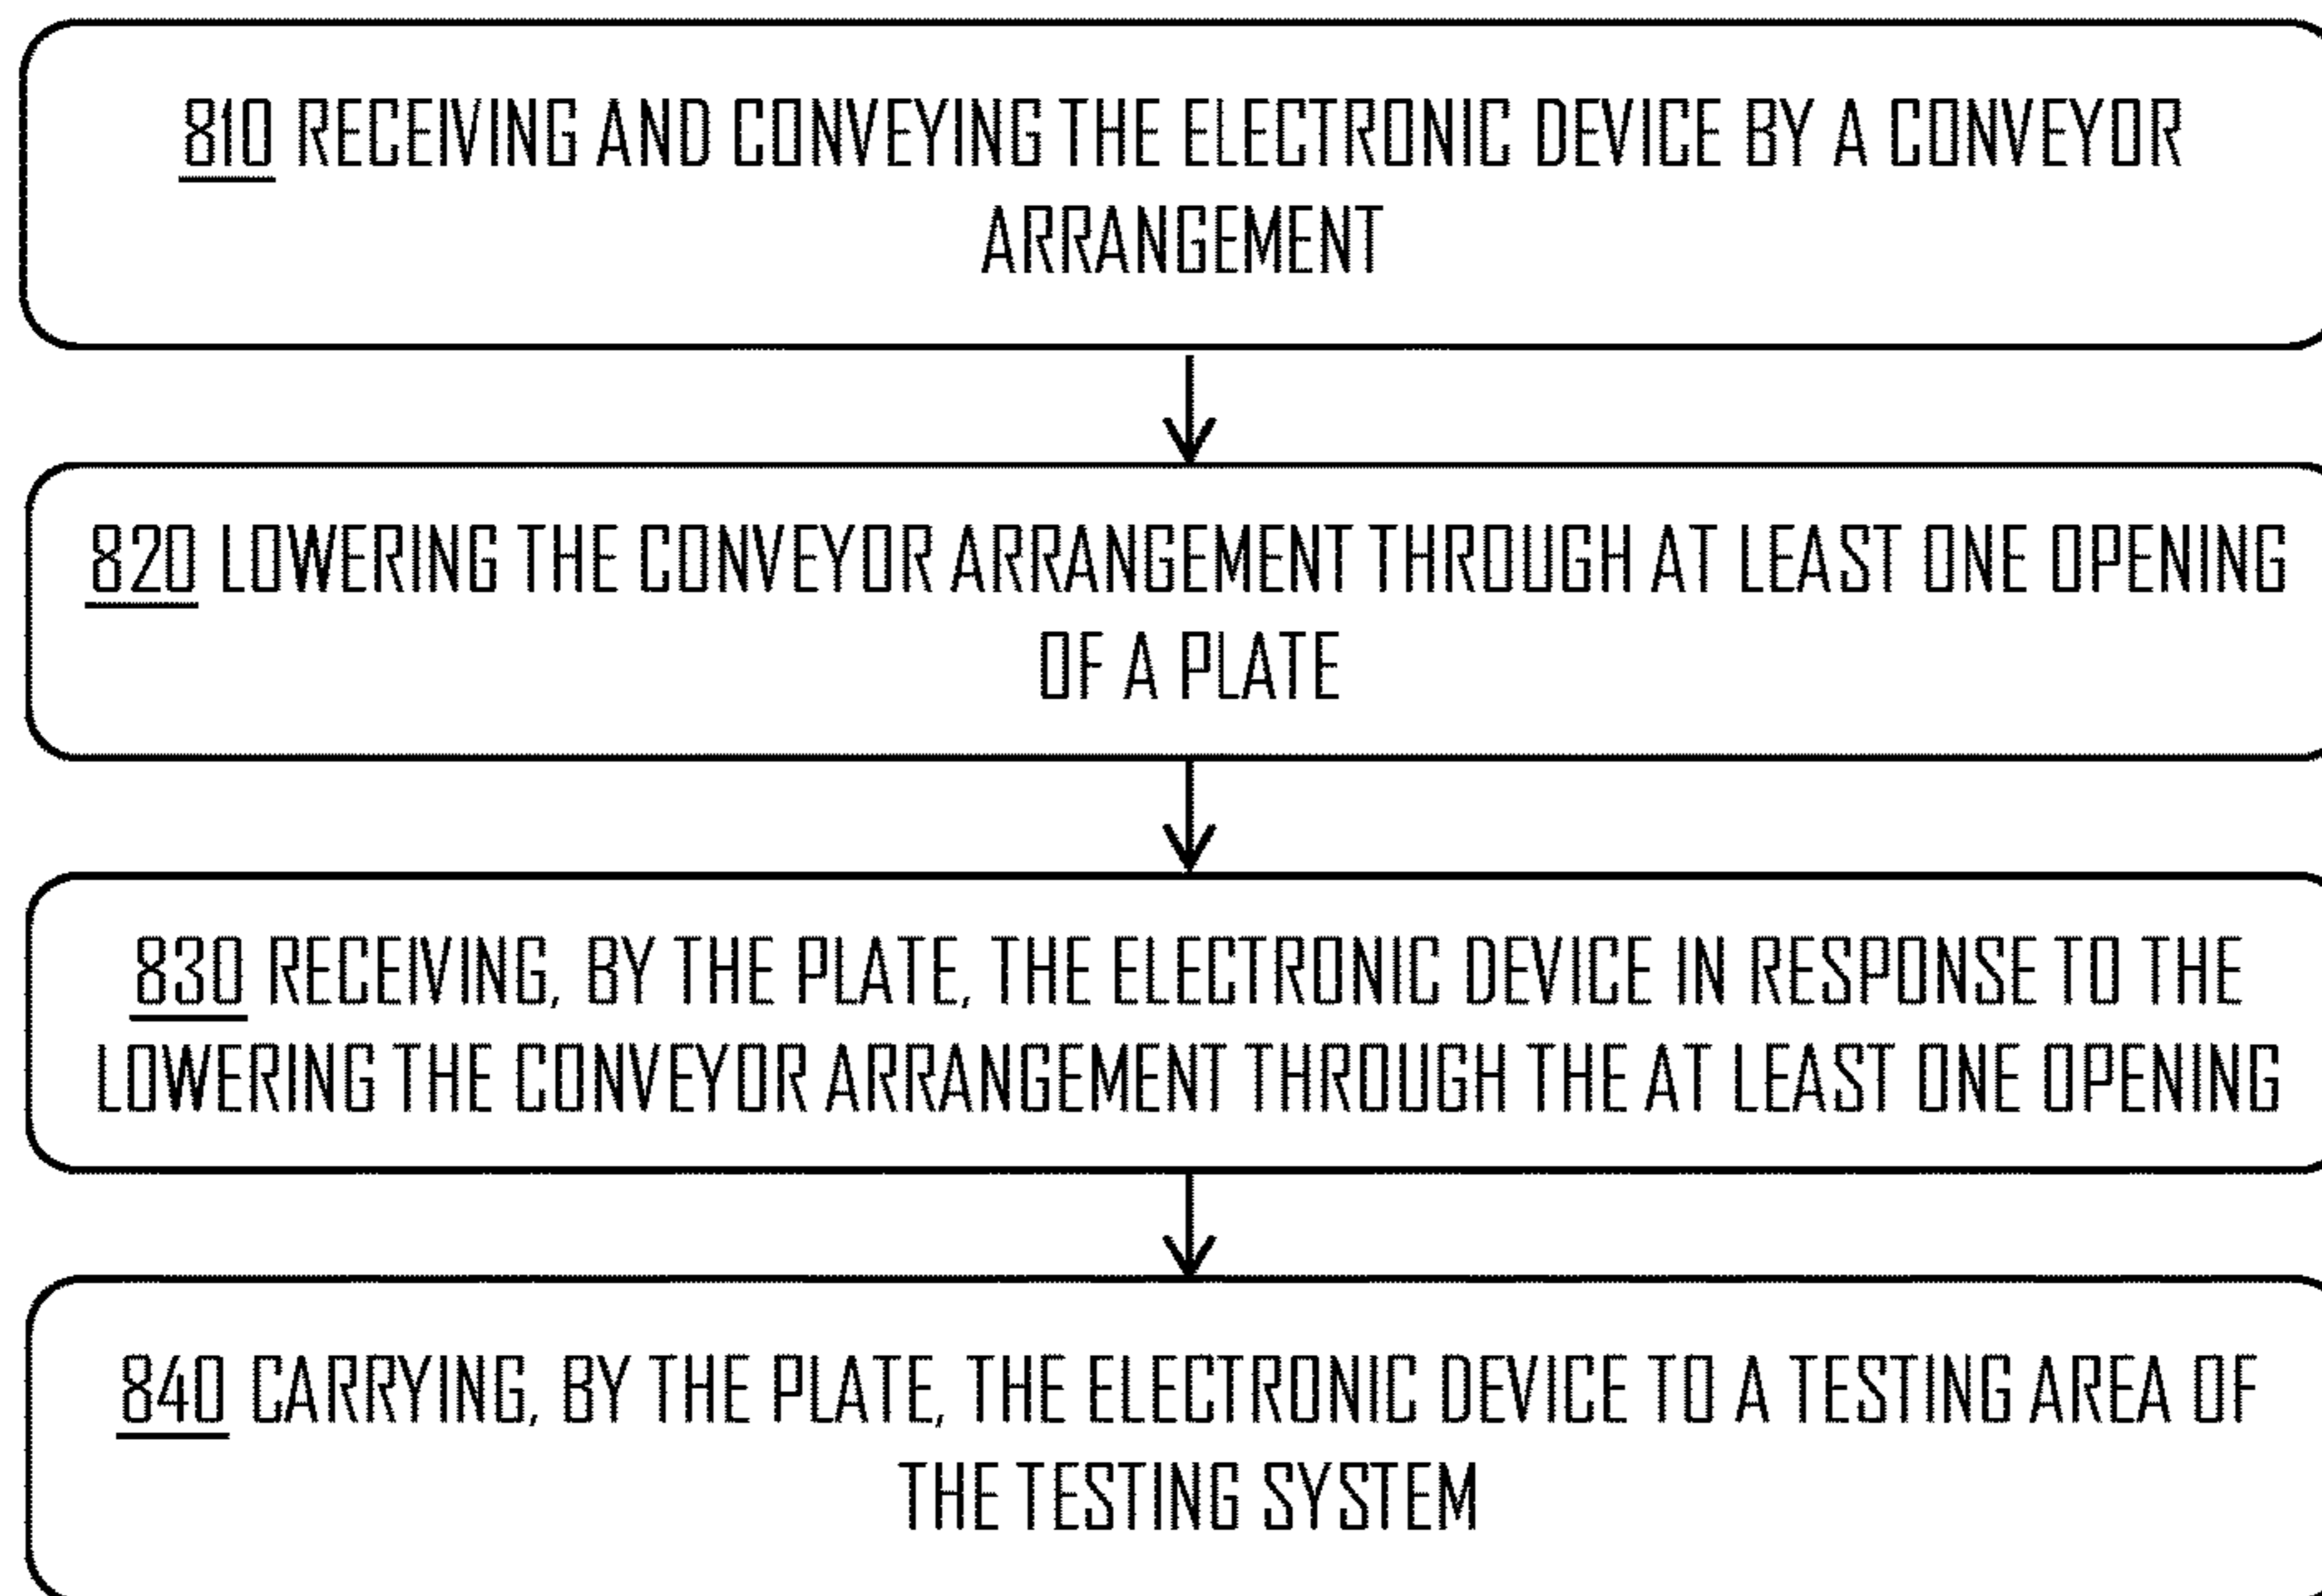 810 RECEIVING AND CONVEYING THE ELECTRONIC DEVICE BY A CONVEYOR
ARRANGEMENT
820 LOWERING THE CONVEYOR ARRANGEMENT THROUGH AT LEAST ONE OPENING
OF A PLATE
830 RECEIVING, BY THE PLATE, THE ELECTRONIC DEVICE IN RESPONSE TO THE
LOWERING THE CONVEYOR ARRANGEMENT THROUGH THE AT LEAST ONE OPENING
840 CARRYING, BY THE PLATE, THE ELECTRONIC DEVICE TO A TESTING AREA OF
THE TESTING SYSTEM